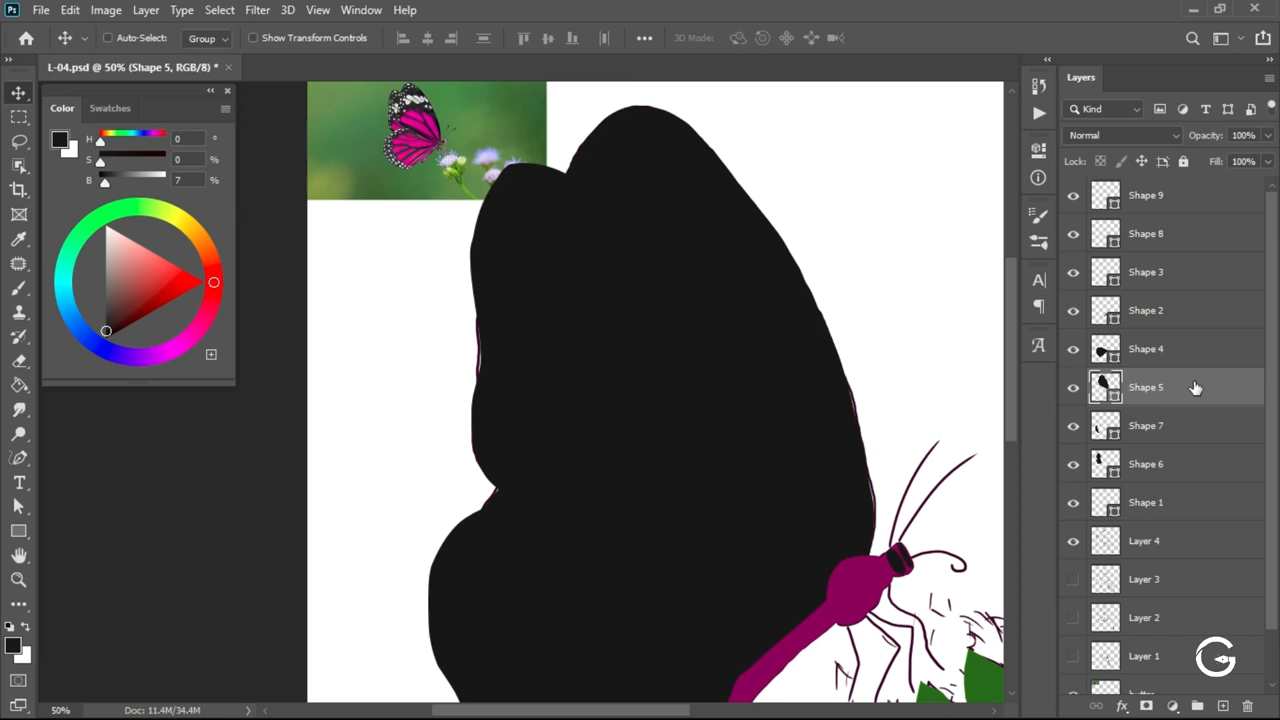 Ps File Edit Image Layer Type Select Filter 3D View Window Help
Auto-Select: Group Show Transform Controls 3D Mode:
L-04.psd @ 50% (Shape 5, RGB/8) *
Color Swatches
H 0 °
S 0 %
B 7 %
Layers
Kind
Normal Opacity: 100%
Lock: Fill: 100%
Shape 9
Shape 8
Shape 3
Shape 2
Shape 4
Shape 5
Shape 7
Shape 6
Shape 1
Layer 4
Layer 3
Layer 2
Layer 1
50% Doc: 11.4M/34.4M